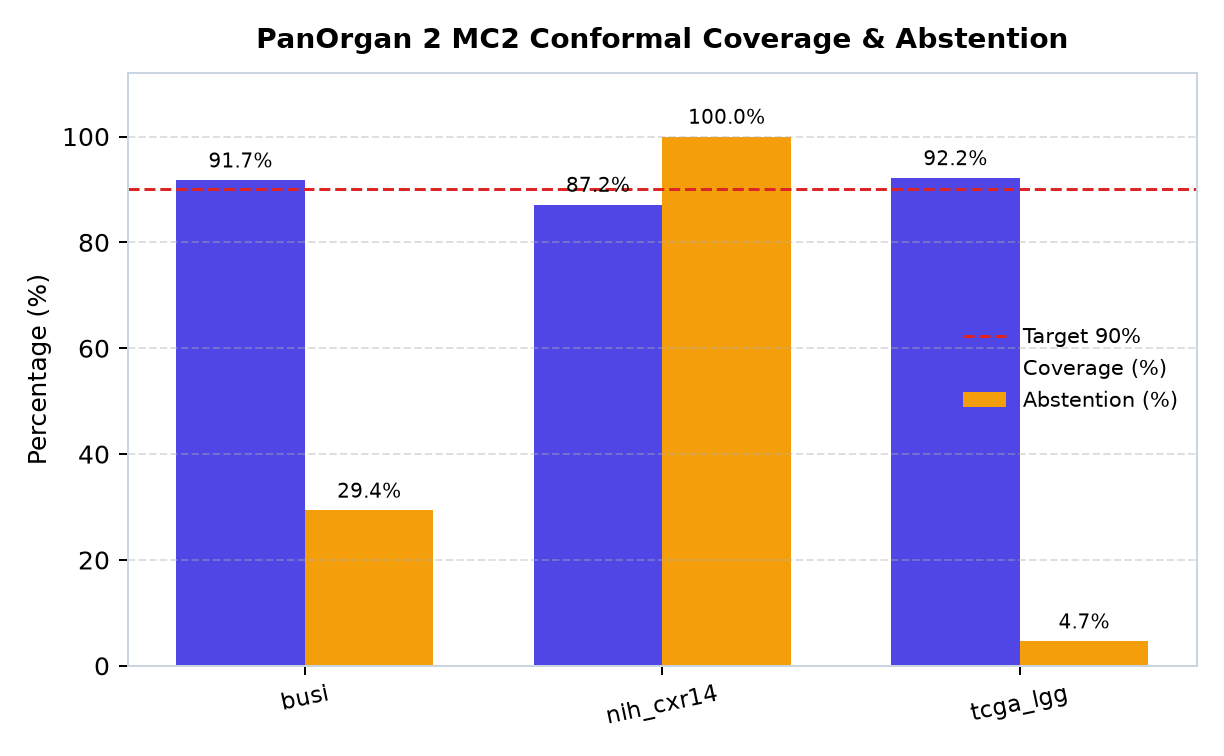 PanOrgan 2 MC2 Conformal Coverage & Abstention
Percentage (%)
100
80
60
40
20
0
91.7%
29.4%
87.2%
100.0%
92.2%
4.7%
Target 90%
Coverage (%)
Abstention (%)
busi
nih_cxr14
tcga_lgg